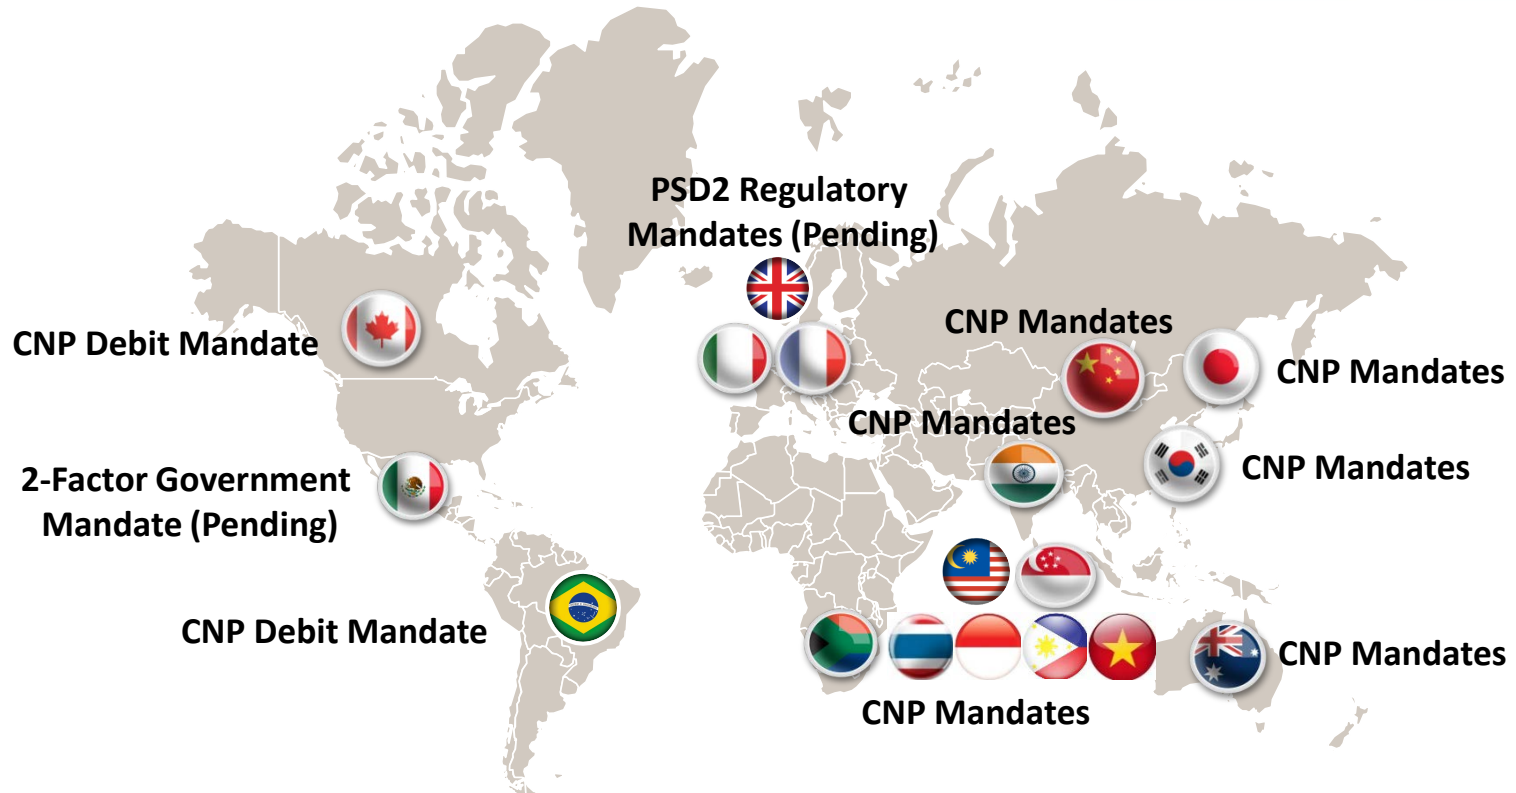 PSD2 Regulatory
Mandates (Pending)
CNP Mandates
CNP Debit Mandate
CNP Mandates
CNP Mandates
2-Factor Government
Mandate (Pending)
CNP Mandates
CNP Debit Mandate
CNP Mandates
CNP Mandates